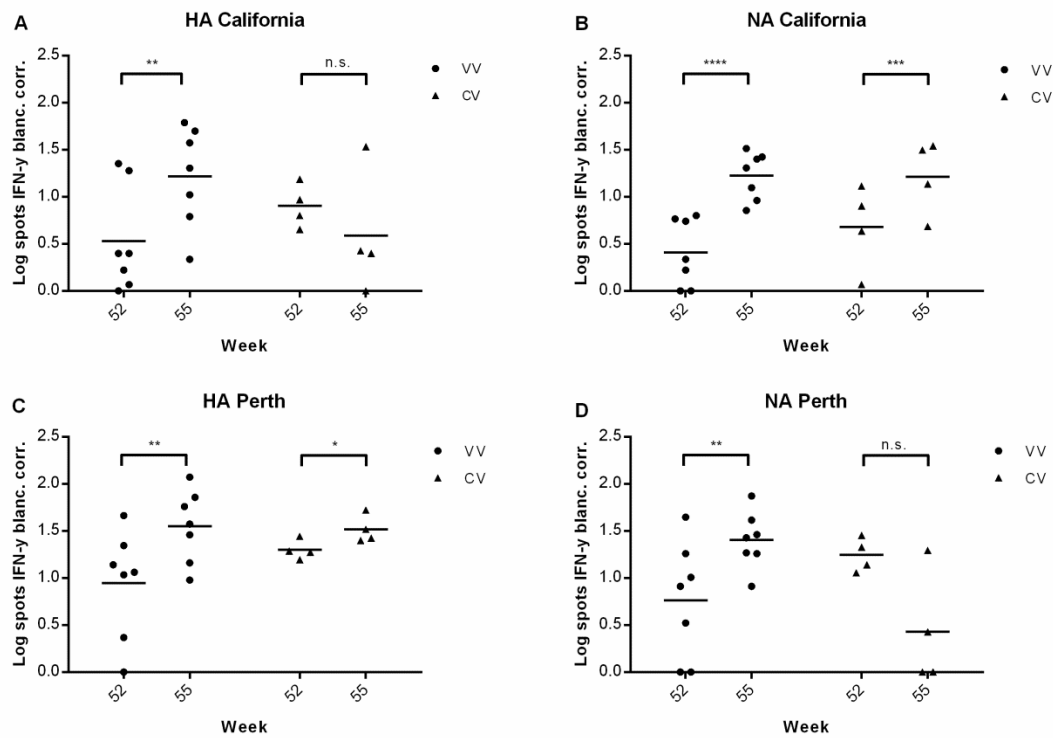 A
HA California
Log spots IFN-y blanc. corr.
2.5
2.0
1.5
1.0
0.5
0.0
**
n.s.
VV
CV
52
55
52
55
Week
B
NA California
Log spots IFN-y blanc. corr.
2.5
2.0
1.5
1.0
0.5
0.0
****
***
VV
CV
52
55
52
55
Week
C
HA Perth
Log spots IFN-y blanc. corr.
2.5
2.0
1.5
1.0
0.5
0.0
**
*
VV
CV
52
55
52
55
Week
D
NA Perth
Log spots IFN-y blanc. corr.
2.5
2.0
1.5
1.0
0.5
0.0
**
n.s.
VV
CV
52
55
52
55
Week